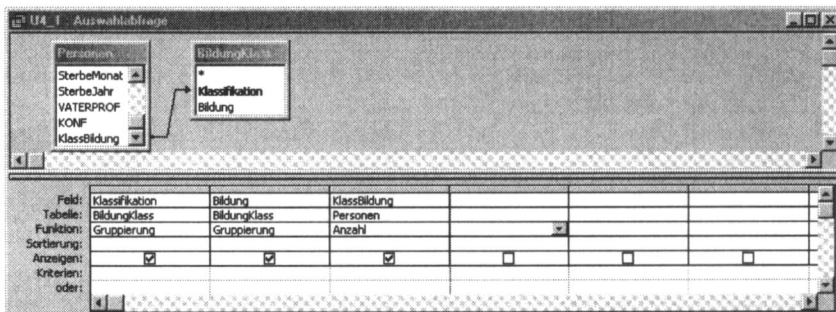 U4_1 : Auswahlabfrage
Personen
SterbeMonat
SterbeJahr
VATERPROF
KONF
KlassBildung
BildungKlass
*
Klassifikation
Bildung
Feld: Klassifikation Bildung KlassBildung
Tabelle: BildungKlass BildungKlass Personen
Funktion: Gruppierung Gruppierung Anzahl
Sortierung:
Anzeigen:
Kriterien:
oder: